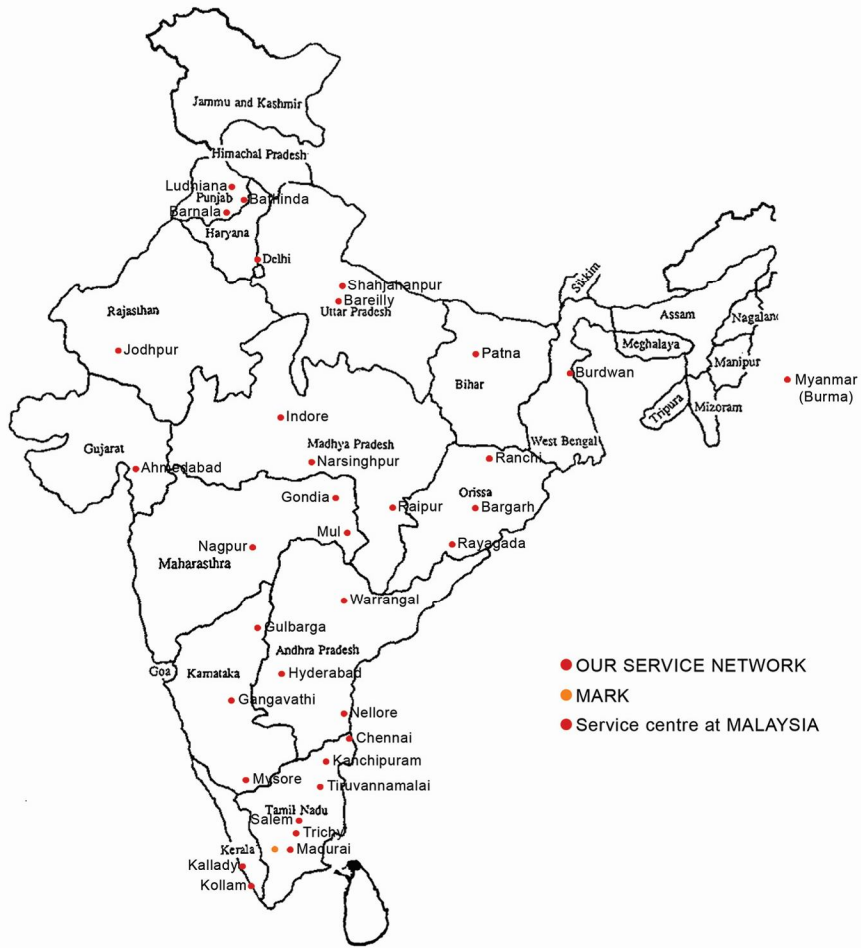 Jammu and Kashmir
Himachal Pradesh
Ludhiana
Punjab
Bathinda
Barnala
Haryana
Delhi
Shahjahanpur
Bareilly
Uttar Pradesh
Rajasthan
Jodhpur
Sikkim
Assam
Nagaland
Meghalaya
Manipur
Myanmar
(Burma)
Tripura
Mizoram
Patna
Bihar
Burdwan
West Bengal
Indore
Madhya Pradesh
Narsinghpur
Gujarat
Ahmedabad
Ranchi
Orissa
Bargarh
Rayagada
Gondia
Raipur
Mul
Nagpur
Maharasthra
Warrangal
Gulbarga
Andhra Pradesh
Goa
Karnataka
Hyderabad
Gangavathi
Nellore
Chennai
Kanchipuram
Mysore
Tiruvannamalai
Tamil Nadu
Salem
Trichy
Kerala
Madurai
Kallady
Kollam
OUR SERVICE NETWORK
MARK
Service centre at MALAYSIA